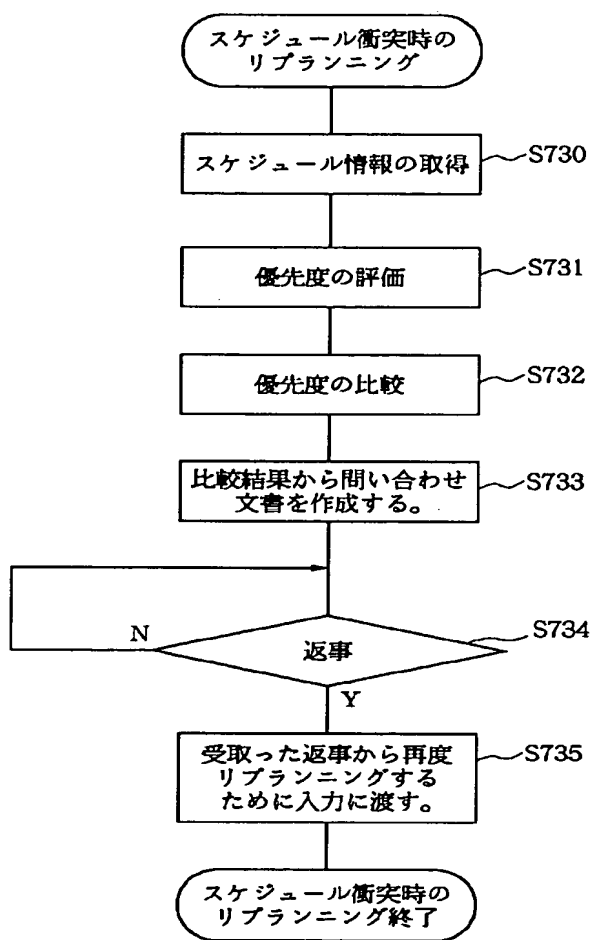 スケジュール衝突時の
リプランニング
スケジュール情報の取得
S730
優先度の評価
S731
優先度の比較
S732
比較結果から問い合わせ
文書を作成する。
S733
N
返事
S734
Y
受取った返事から再度
リプランニングする
ために入力に渡す。
S735
スケジュール衝突時の
リプランニング終了